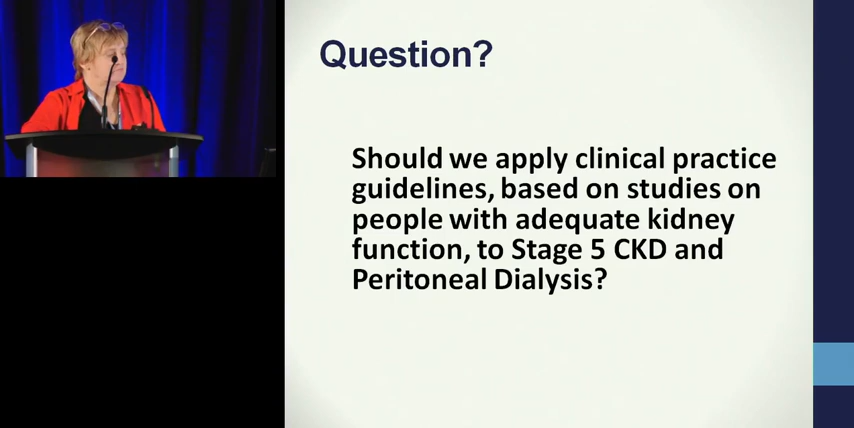 Question?
Should we apply clinical practice
guidelines, based on studies on
people with adequate kidney
function, to Stage 5 CKD and
Peritoneal Dialysis?